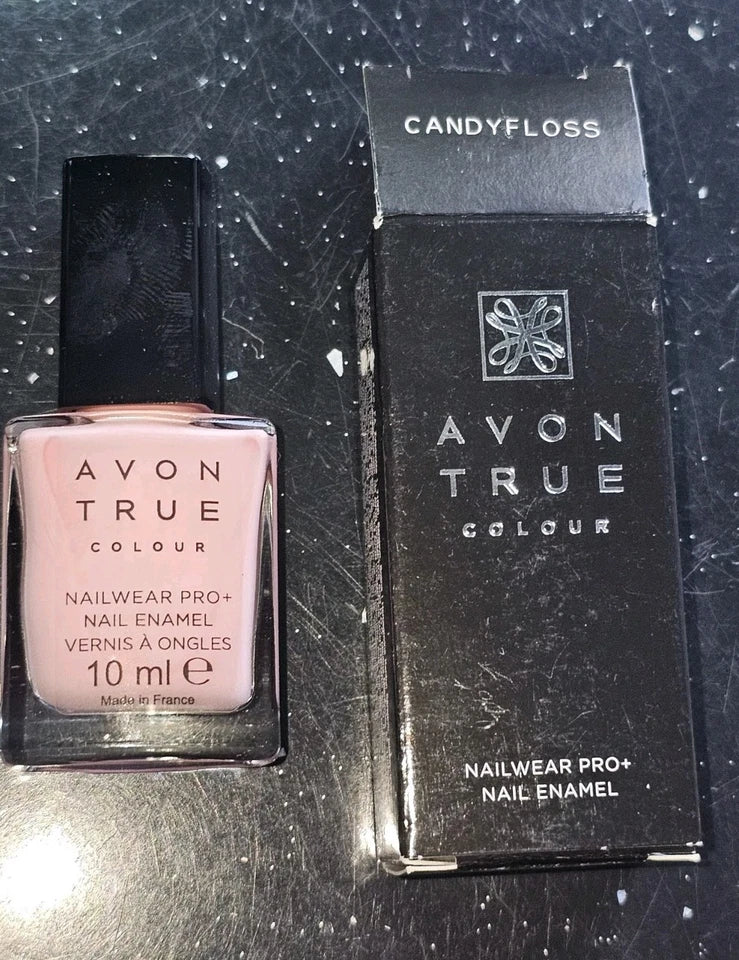 AVON
TRUE
COLOUR
NAILWEAR PRO+
NAIL ENAMEL
VERNIS À ONGLES
10 ml ℮
Made in France
CANDYFLOSS
AVON
TRUE
COLOUR
NAILWEAR PRO+
NAIL ENAMEL